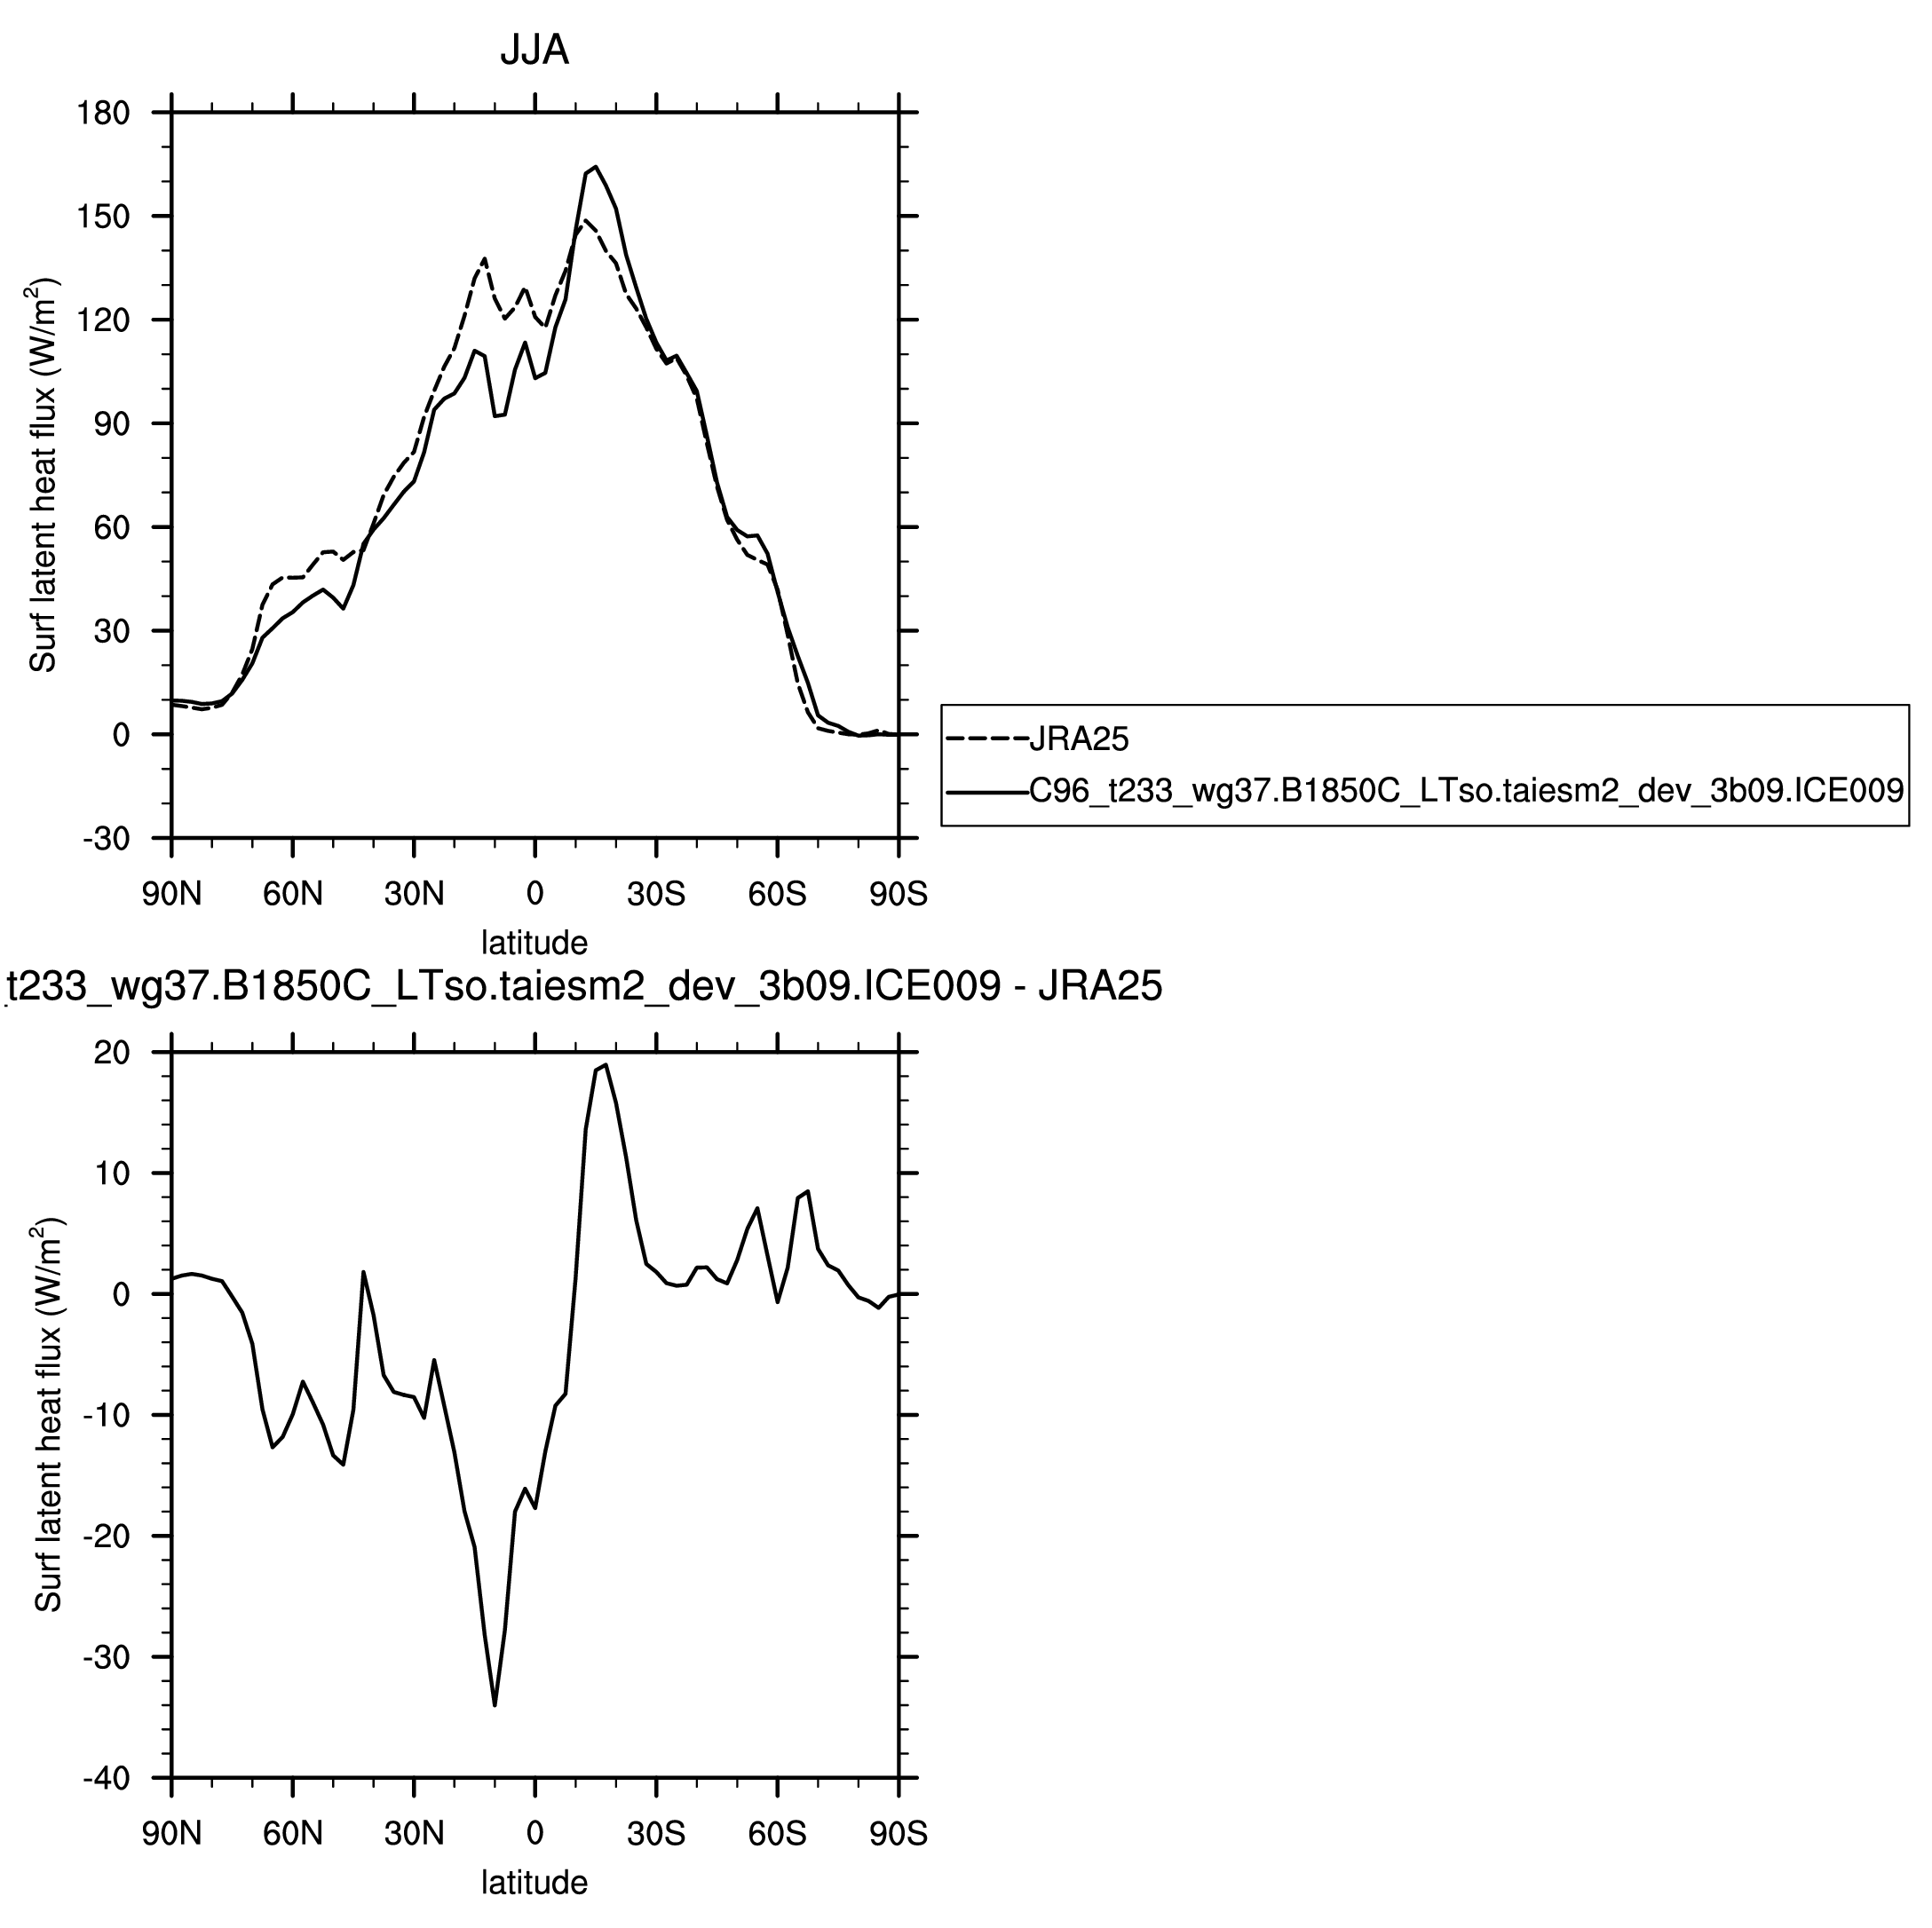 JJA
180
150
120
90
60
30
0
-30
Surf latent heat flux (W/m²)
90N 60N 30N 0 30S 60S 90S
latitude
JRA25
C96_t233_wg37.B1850C_LTso.taiesm2_dev_3b09.ICE009
t233_wg37.B1850C_LTso.taiesm2_dev_3b09.ICE009 - JRA25
20
10
0
-10
-20
-30
-40
Surf latent heat flux (W/m²)
90N 60N 30N 0 30S 60S 90S
latitude